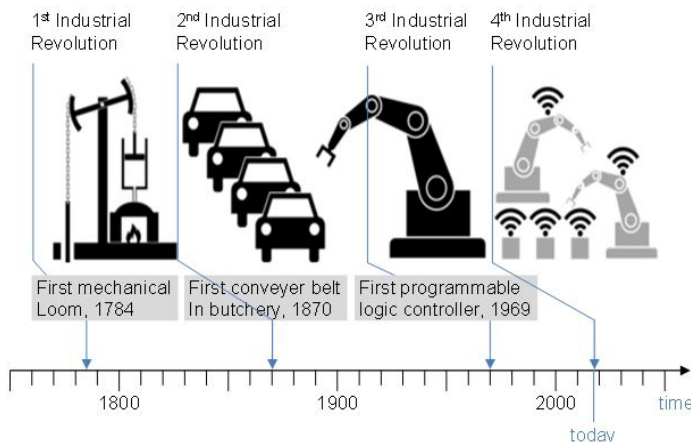 1st Industrial
Revolution
2nd Industrial
Revolution
3rd Industrial
Revolution
4th Industrial
Revolution
First mechanical
Loom, 1784
First conveyer belt
In butchery, 1870
First programmable
logic controller, 1969
1800
1900
2000
time
today